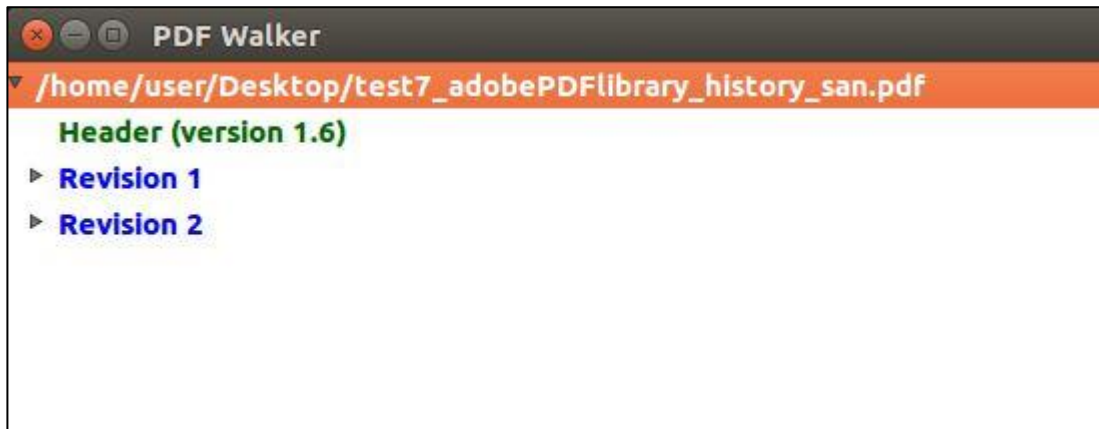 PDF Walker
/home/user/Desktop/test7_adobePDFlibrary_history_san.pdf
Header (version 1.6)
Revision 1
Revision 2